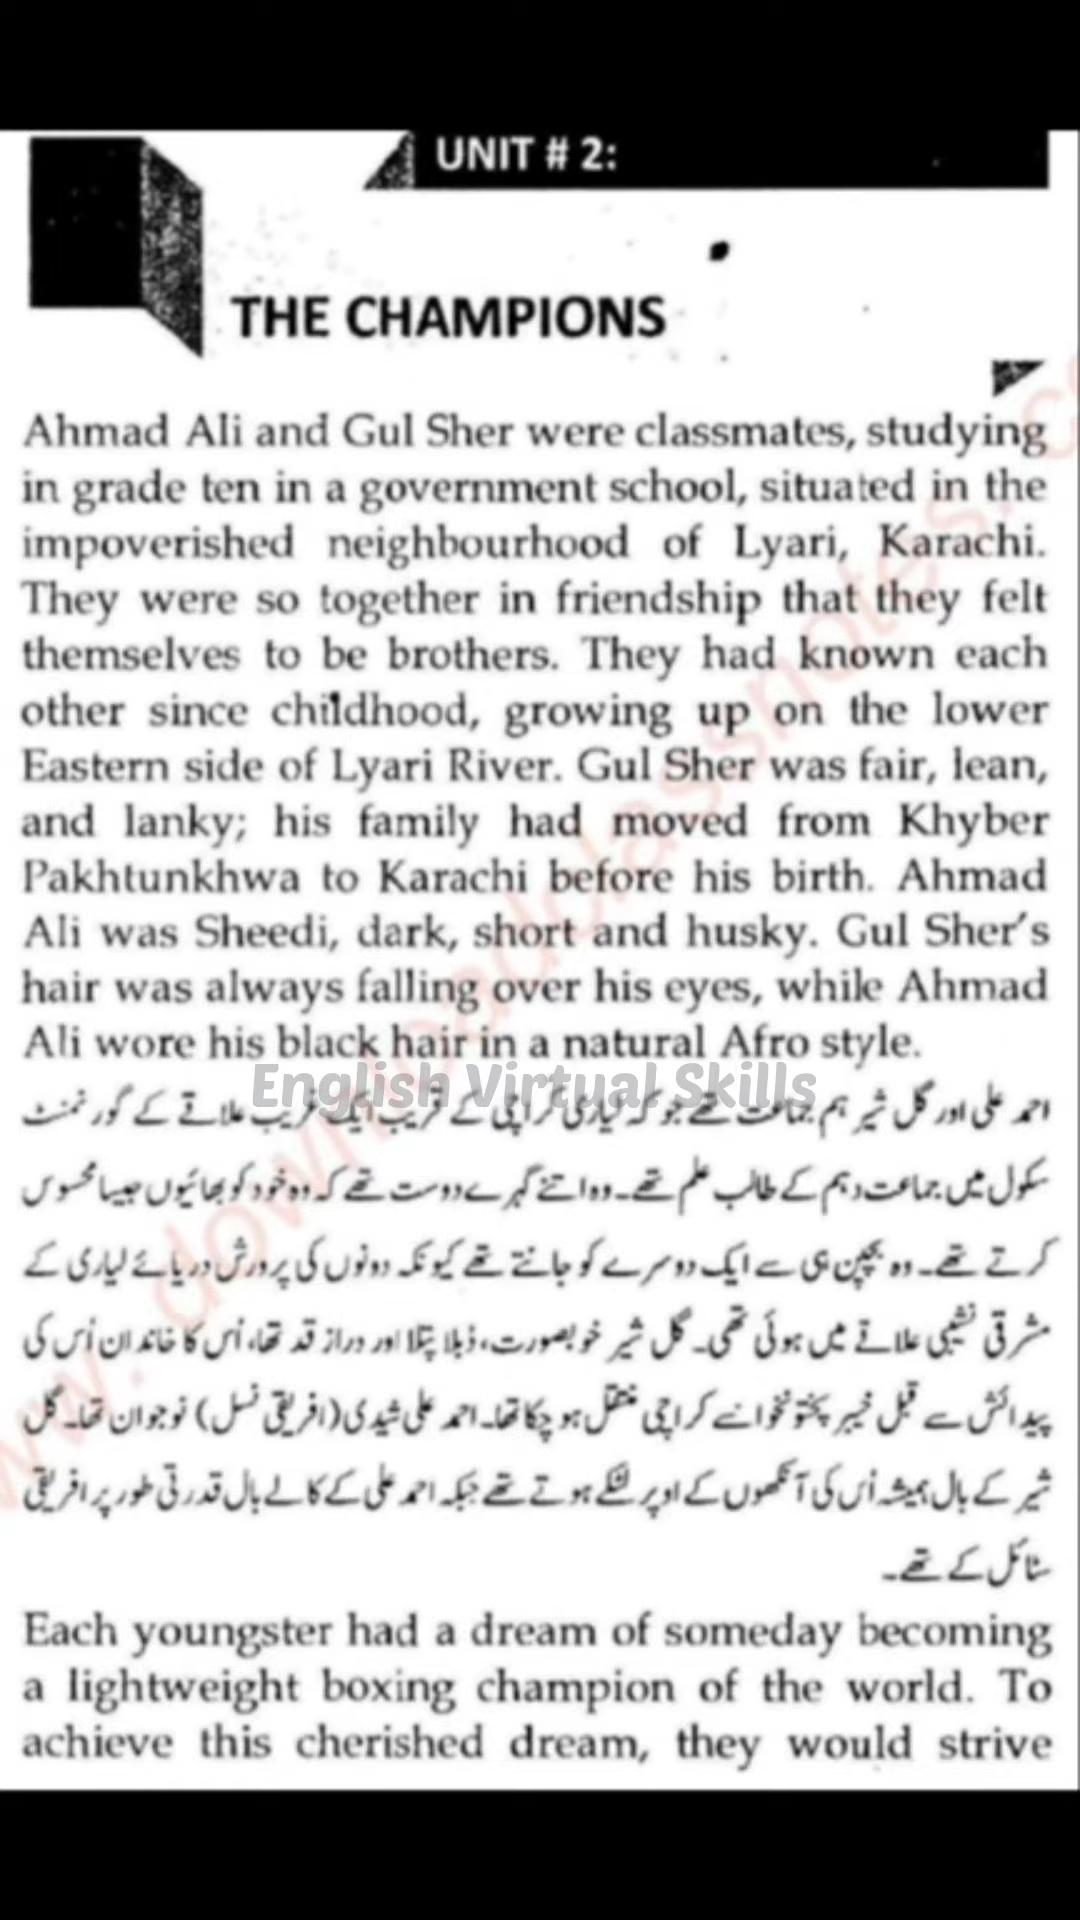 UNIT # 2:
THE CHAMPIONS
Ahmad Ali and Gul Sher were classmates, studying
in grade ten in a government school, situated in the
impoverished neighbourhood of Lyari, Karachi.
They were so together in friendship that they felt
themselves to be brothers. They had known each
other since childhood, growing up on the lower
Eastern side of Lyari River. Gul Sher was fair, lean,
and lanky; his family had moved from Khyber
Pakhtunkhwa to Karachi before his birth. Ahmad
Ali was Sheedi, dark, short and husky. Gul Sher's
hair was always falling over his eyes, while Ahmad
Ali wore his black hair in a natural Afro style.
English Virtual Skills
احمد علی اور گل شیر ہم جماعت تھے جو کہ لیاری کراچی کے قریب ایک غریب علاقے کے گورنمنٹ
سکول میں جماعت دہم کے طالب علم تھے۔ وہ اتنے گہرے دوست تھے کہ وہ خود کو بھائیوں جیسا محسوس
کرتے تھے۔ وہ بچپن ہی سے ایک دوسرے کو جانتے تھے کیونکہ دونوں کی پرورش دریائے لیاری کے
مشرقی نشیبی علاقے میں ہوئی تھی۔ گل شیر خوبصورت، دُبلا پتلا اور دراز قد تھا، اُس کا خاندان اُس کی
پیدائش سے قبل خیبر پختونخوا سے کراچی منتقل ہو چکا تھا۔ احمد علی شیدی (افریقی نسل) نوجوان تھا۔ گل
شیر کے بال ہمیشہ اُس کی آنکھوں کے اوپر لٹکے ہوتے تھے جبکہ احمد علی کے کالے بال قدرتی طور پر افریقی
سٹائل کے تھے۔
Each youngster had a dream of someday becoming
a lightweight boxing champion of the world. To
achieve this cherished dream, they would strive